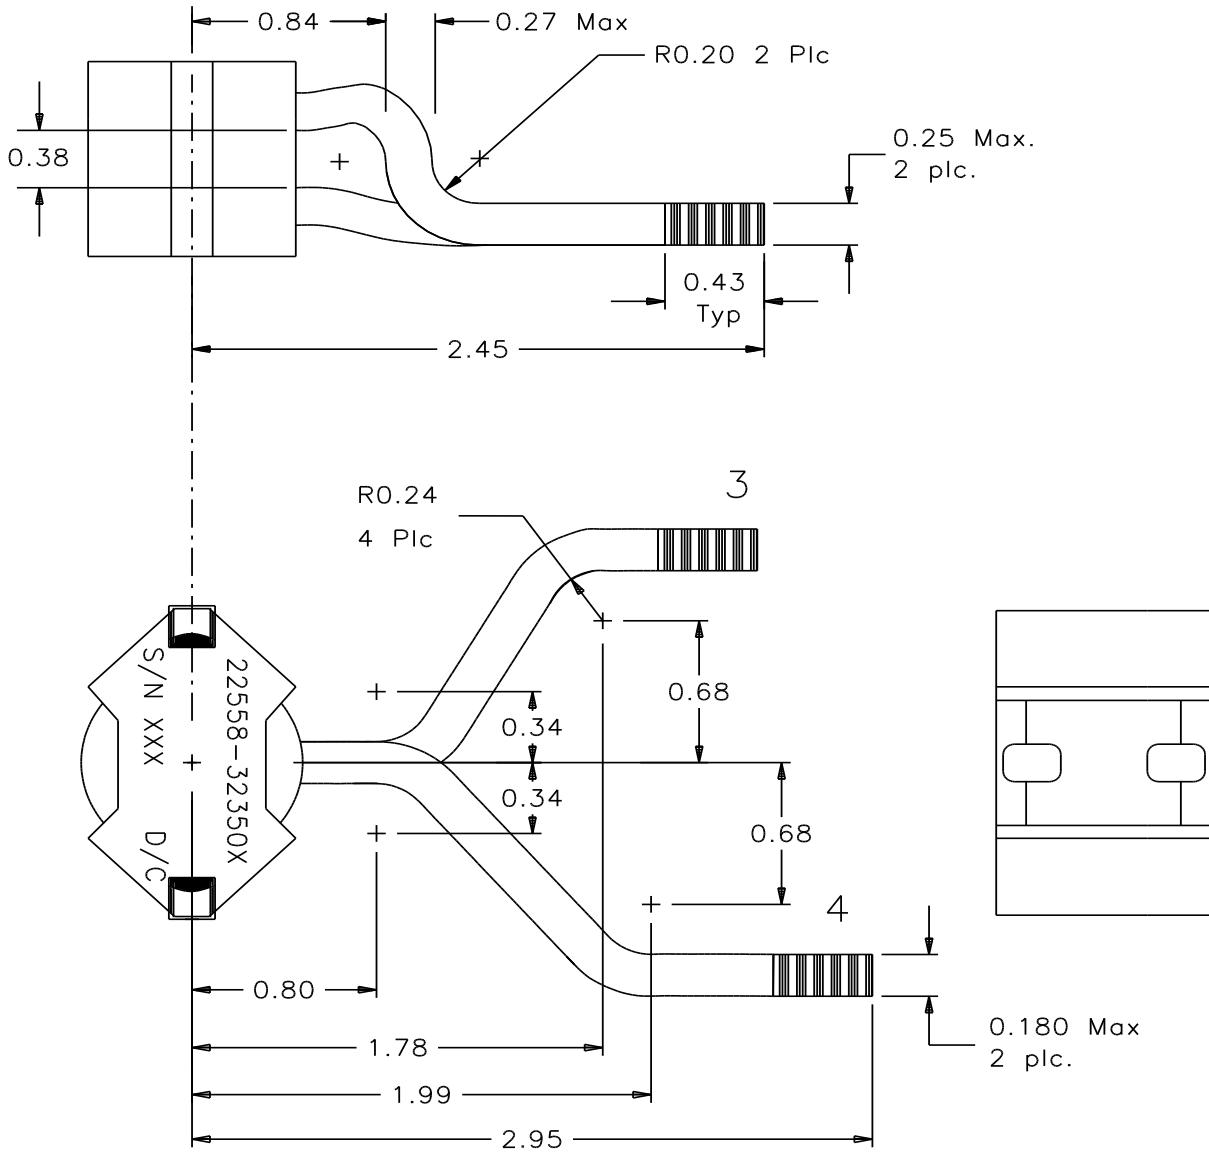 0.84
0.27 Max
R0.20 2 Plc
0.38
0.25 Max.
2 plc.
0.43
Typ
2.45
3
R0.24
4 Plc
S/N XXX
D/C
22558-32350X
0.68
0.34
0.34
0.68
4
0.80
0.180 Max
2 plc.
1.78
1.99
2.95